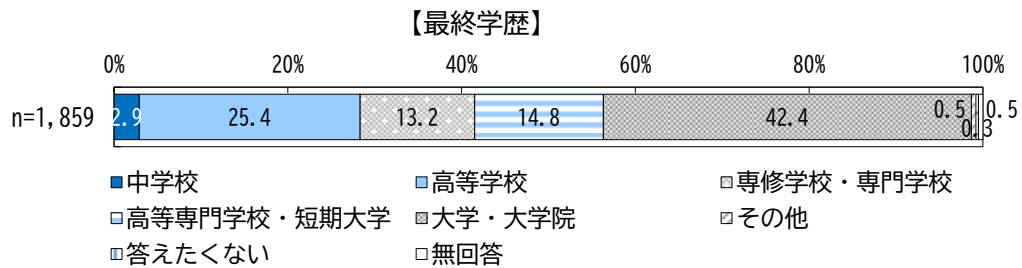 【最終学歴】
0% 20% 40% 60% 80% 100%
n=1,859 2.9 25.4 13.2 14.8 42.4 0.5 0.3 0.5
■中学校 ■高等学校 専修学校・専門学校
高等専門学校・短期大学 大学・大学院 その他
答えたくない □無回答